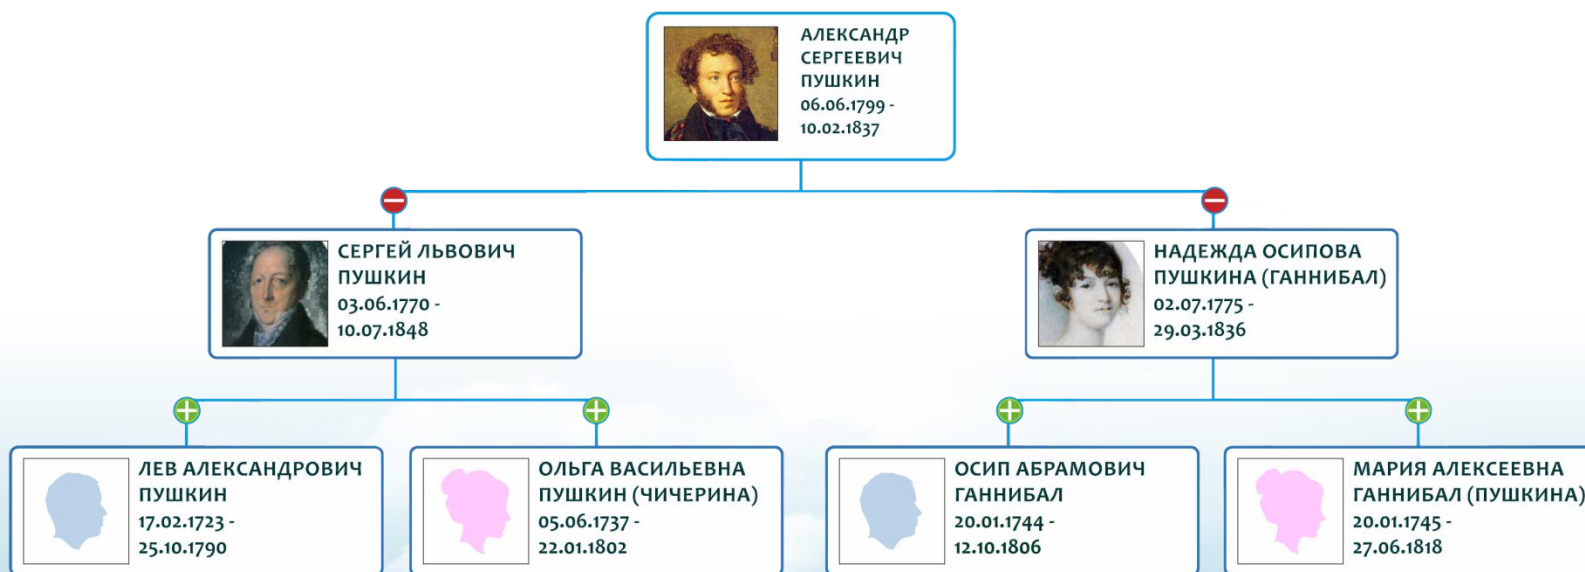 АЛЕКСАНДР
СЕРГЕЕВИЧ
ПУШКИН
06.06.1799 -
10.02.1837
СЕРГЕЙ ЛЬВОВИЧ
ПУШКИН
03.06.1770 -
10.07.1848
НАДЕЖДА ОСИПОВА
ПУШКИНА (ГАННИБАЛ)
02.07.1775 -
29.03.1836
ЛЕВ АЛЕКСАНДРОВИЧ
ПУШКИН
17.02.1723 -
25.10.1790
ОЛЬГА ВАСИЛЬЕВНА
ПУШКИН (ЧИЧЕРИНА)
05.06.1737 -
22.01.1802
ОСИП АБРАМОВИЧ
ГАННИБАЛ
20.01.1744 -
12.10.1806
МАРИЯ АЛЕКСЕЕВНА
ГАННИБАЛ (ПУШКИНА)
20.01.1745 -
27.06.1818